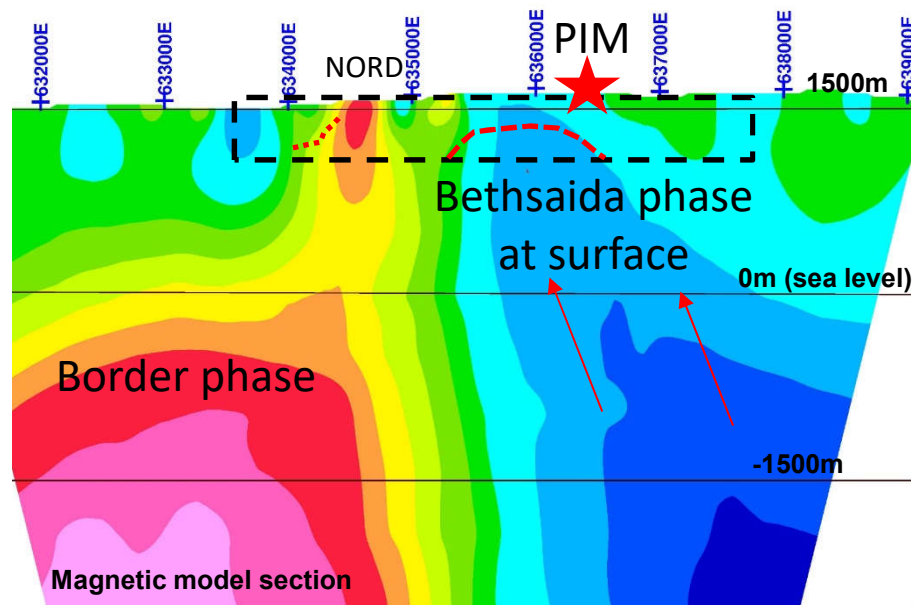 632000E
633000E
634000E
635000E
636000E
637000E
638000E
639000E
PIM
NORD
1500m
Bethsaida phase
at surface
0m (sea level)
Border phase
-1500m
Magnetic model section